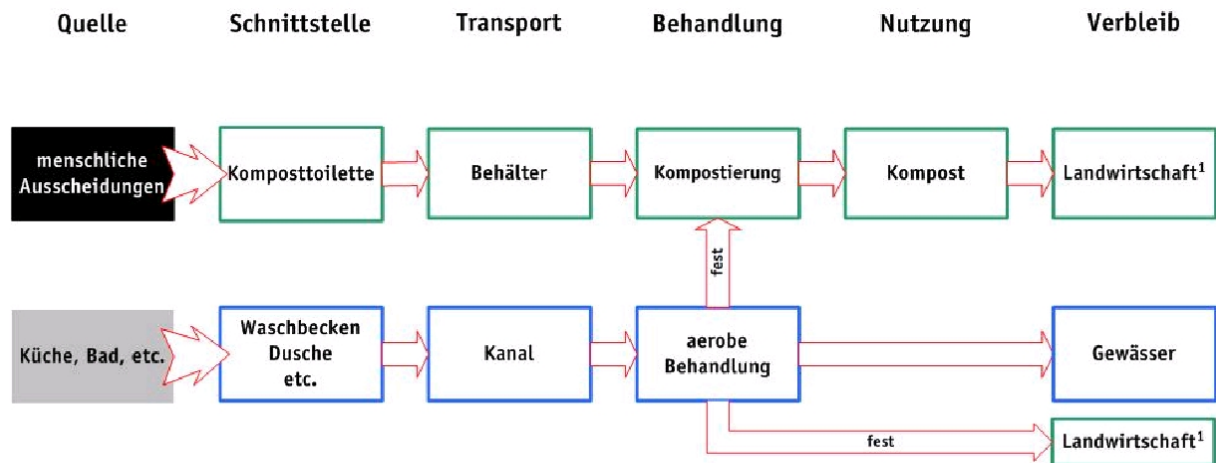 Quelle
Schnittstelle
Transport
Behandlung
Nutzung
Verbleib
menschliche
Ausscheidungen
Komposttoilette
Behälter
Kompostierung
Kompost
Landwirtschaft¹
fest
Küche, Bad, etc.
Waschbecken
Dusche
etc.
Kanal
aerobe
Behandlung
Gewässer
fest
Landwirtschaft¹